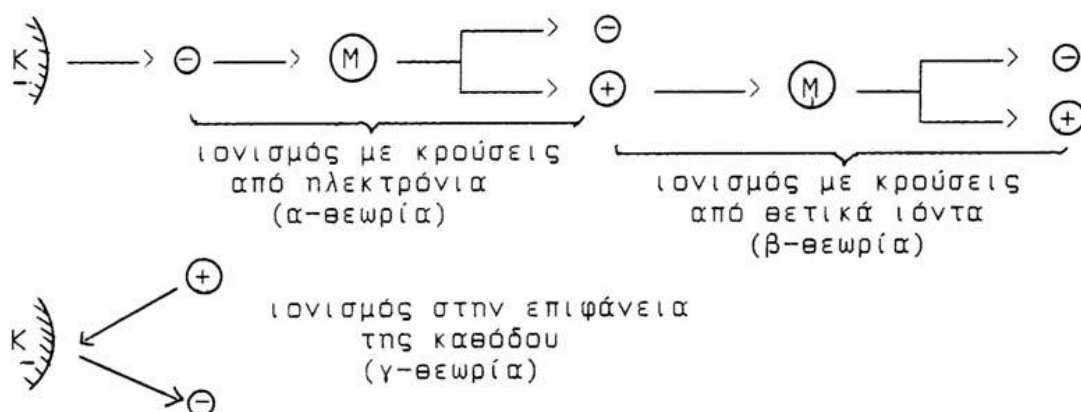 K
-
M
M
ιονισμός με κρούσεις
από ηλεκτρόνια
(α-θεωρία)
ιονισμός με κρούσεις
από θετικά ιόντα
(β-θεωρία)
K
-
ιονισμός στην επιφάνεια
της καθόδου
(γ-θεωρία)